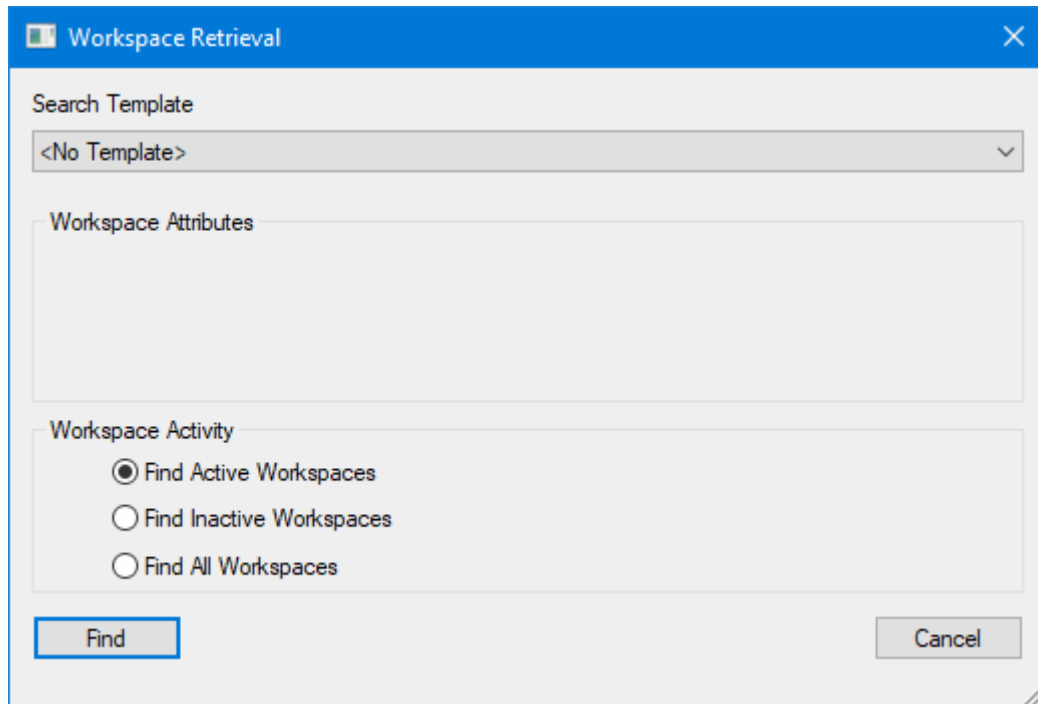 Workspace Retrieval
Search Template
<No Template>
Workspace Attributes
Workspace Activity
Find Active Workspaces
Find Inactive Workspaces
Find All Workspaces
Find
Cancel